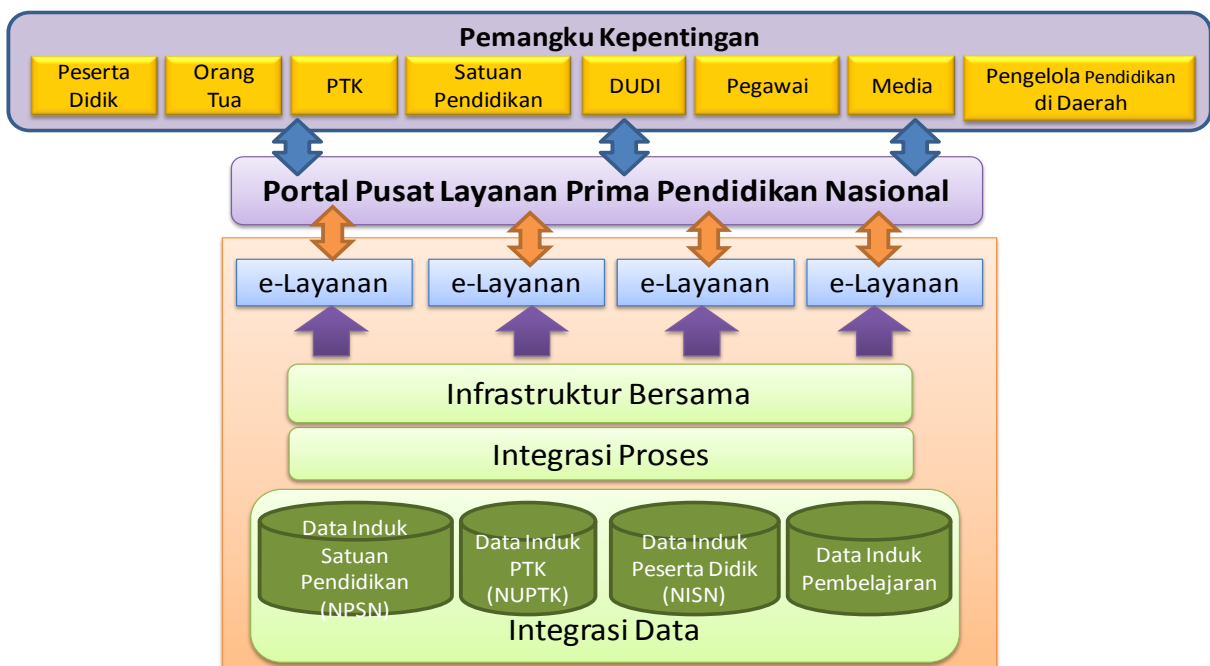 Pemangku Kepentingan
Peserta
Didik
Orang
Tua
PTK
Satuan
Pendidikan
DUDI
Pegawai
Media
Pengelola Pendidikan
di Daerah
Portal Pusat Layanan Prima Pendidikan Nasional
e-Layanan
e-Layanan
e-Layanan
e-Layanan
Infrastruktur Bersama
Integrasi Proses
Data Induk
Satuan
Pendidikan
(NPSN)
Data Induk
PTK
(NUPTK)
Data Induk
Peserta Didik
(NISN)
Data Induk
Pembelajaran
Integrasi Data